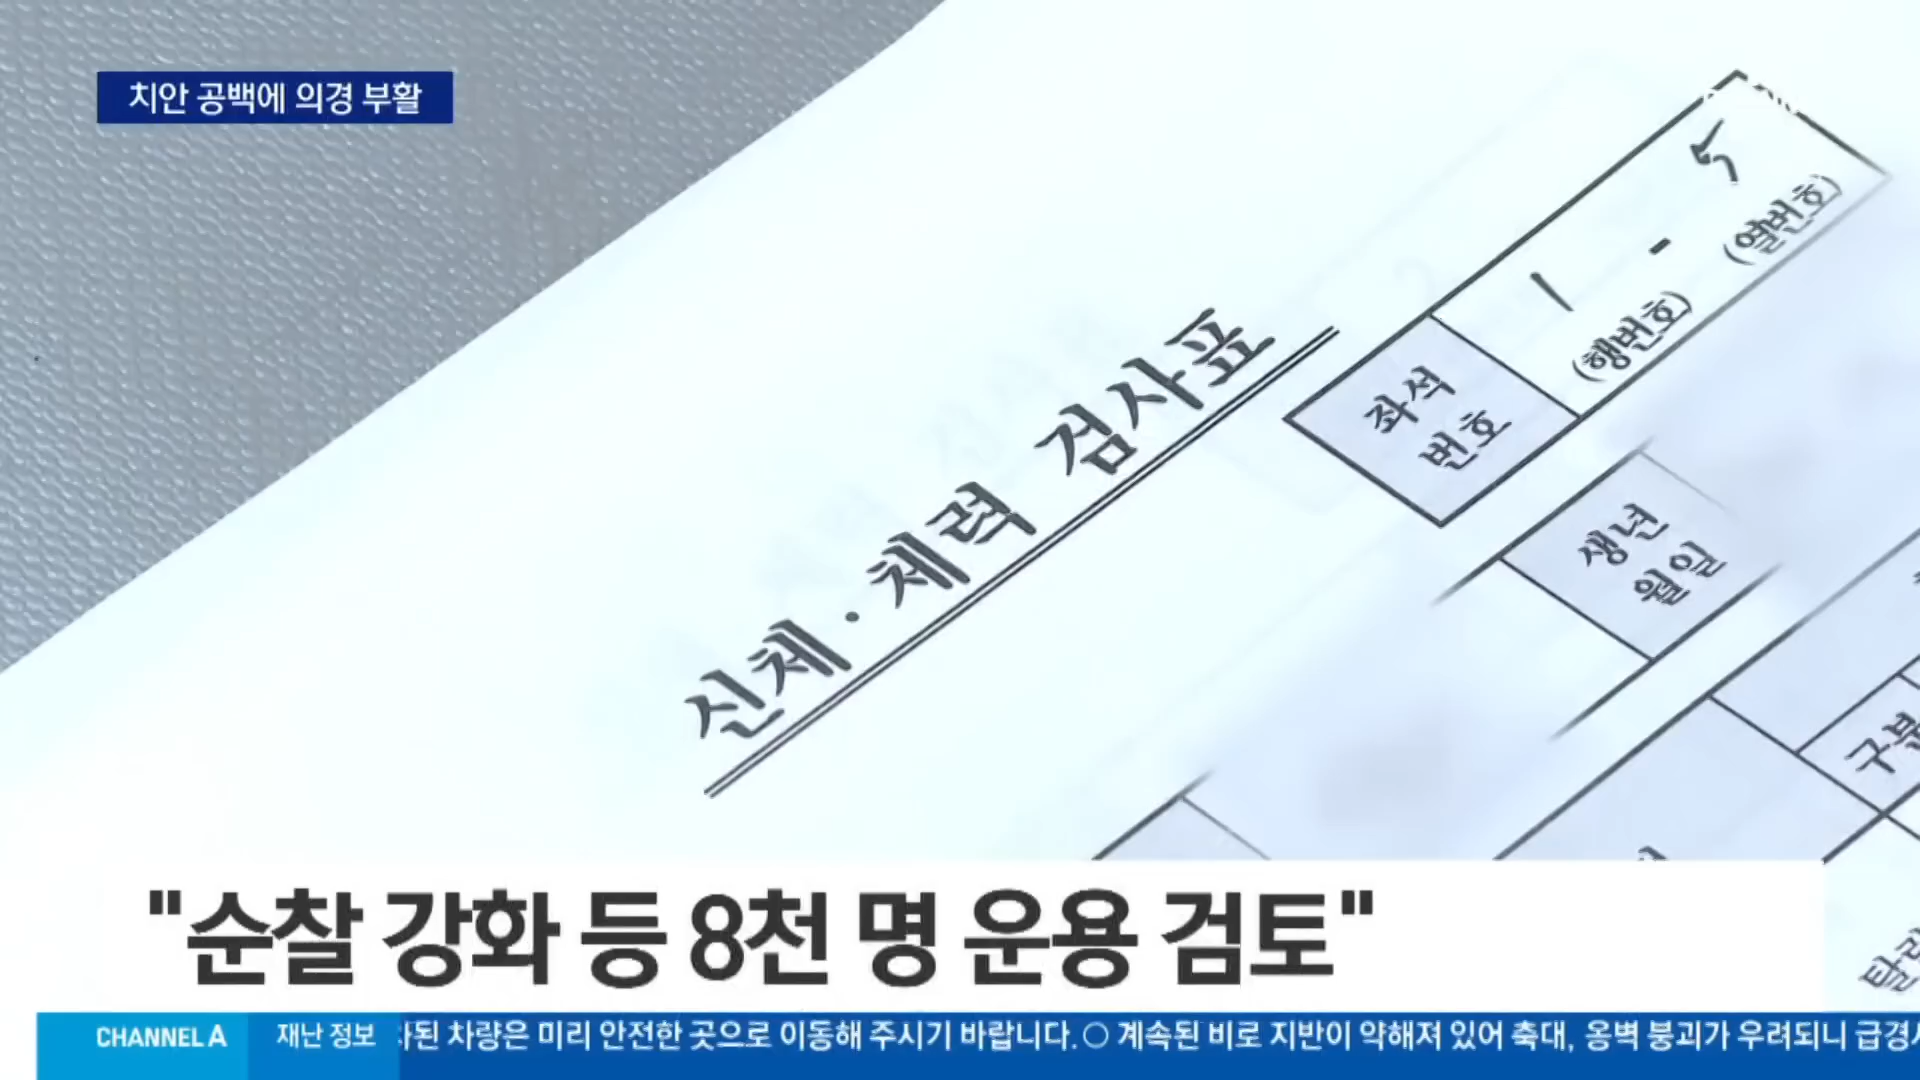 치안 공백에 의경 부활
신체·체력 검사표
좌석
번호
1 - 5
(행번호)
(열번호)
생년
월일
구분
"순찰 강화 등 8천 명 운용 검토"
CHANNEL A
재난 정보
된 차량은 미리 안전한 곳으로 이동해 주시기 바랍니다. ○ 계속된 비로 지반이 약해져 있어 축대, 옹벽 붕괴가 우려되니 급경